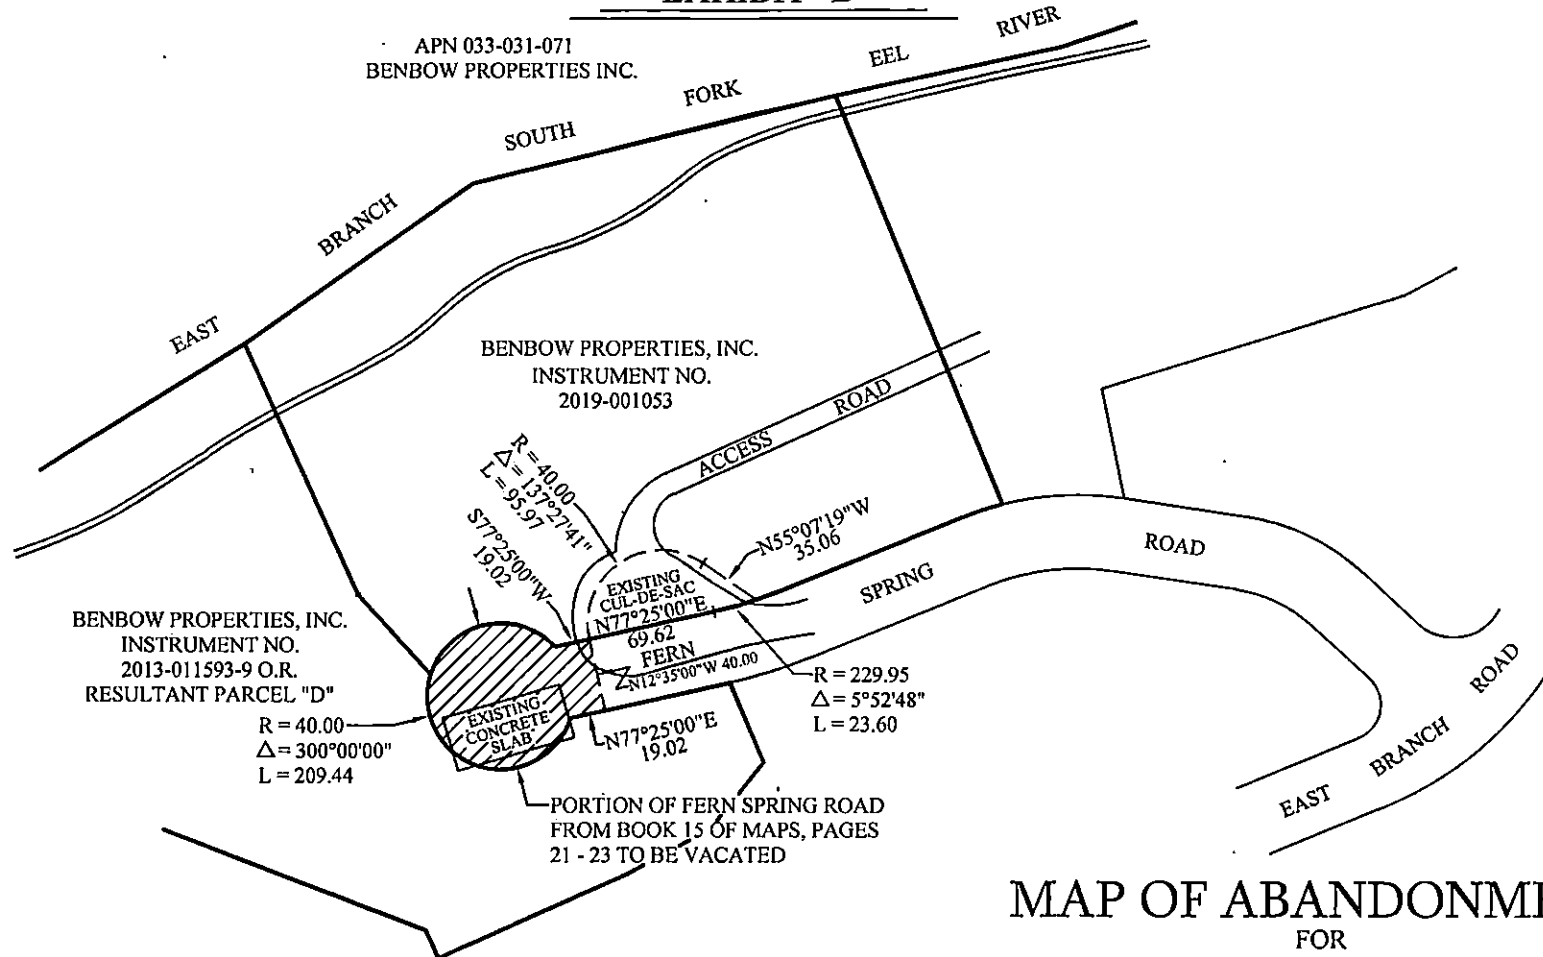 APN 033-031-071
BENBOW PROPERTIES INC.
EAST BRANCH SOUTH FORK EEL RIVER
BENBOW PROPERTIES, INC.
INSTRUMENT NO.
2019-001053
ACCESS ROAD
R = 40.00
△ = 137°27'41"
L = 95.97
S77°25'00"W
19.02
N55°07'19"W
35.06
EXISTING
CUL-DE-SAC
N77°25'00"E
69.62
FERN SPRING ROAD
N12°35'00"W 40.00
BENBOW PROPERTIES, INC.
INSTRUMENT NO.
2013-011593-9 O.R.
RESULTANT PARCEL "D"
R = 40.00
△ = 300°00'00"
L = 209.44
EXISTING
CONCRETE
SLAB
N77°25'00"E
19.02
R = 229.95
△ = 5°52'48"
L = 23.60
EAST BRANCH ROAD
PORTION OF FERN SPRING ROAD
FROM BOOK 15 OF MAPS, PAGES
21 - 23 TO BE VACATED
MAP OF ABANDONME
FOR